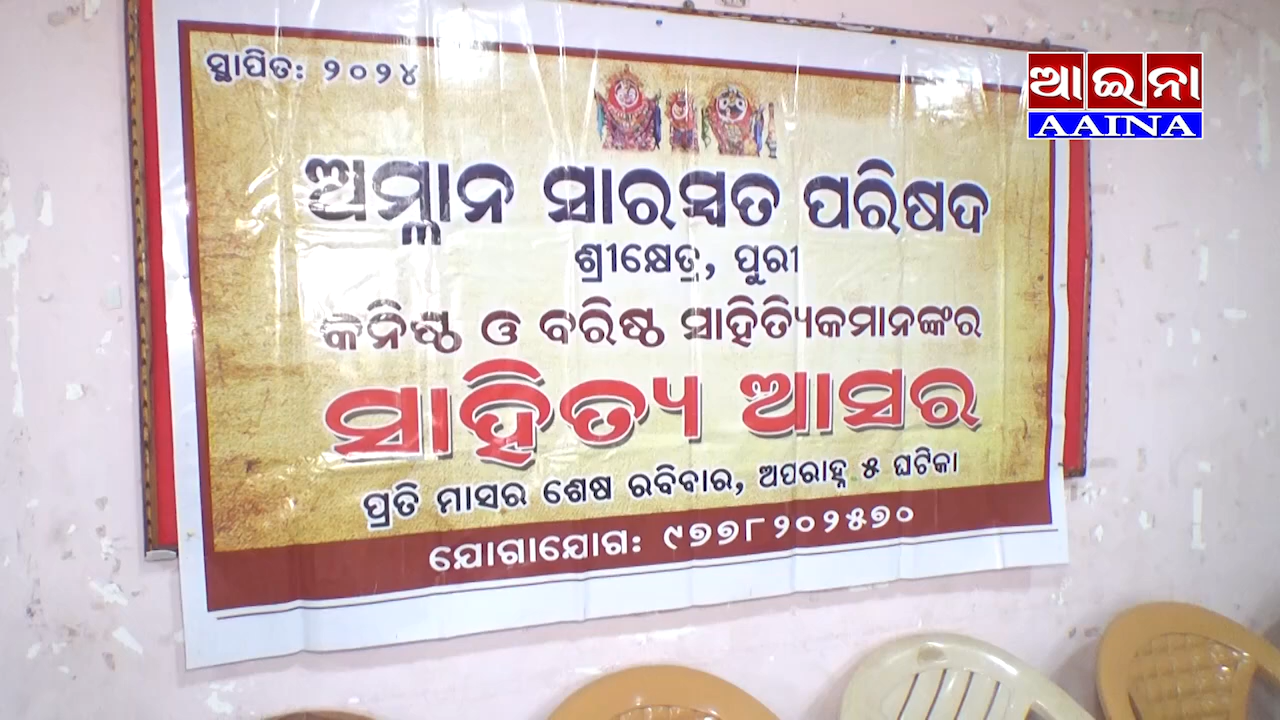 ସ୍ଥାପିତ: ୨୦୨୪
ଆଇନା
AAINA
ଅମ୍ଳାନ ସାରସ୍ୱତ ପରିଷଦ
ଶ୍ରୀକ୍ଷେତ୍ର, ପୁରୀ
କନିଷ୍ଠ ଓ ବରିଷ୍ଠ ସାହିତ୍ୟିକମାନଙ୍କର
ସାହିତ୍ୟ ଆସର
ପ୍ରତି ମାସର ଶେଷ ରବିବାର, ଅପରାହ୍ନ ୫ ଘଟିକା
ଯୋଗାଯୋଗ: ୯୭୭୮୨୦୨୫୭୦